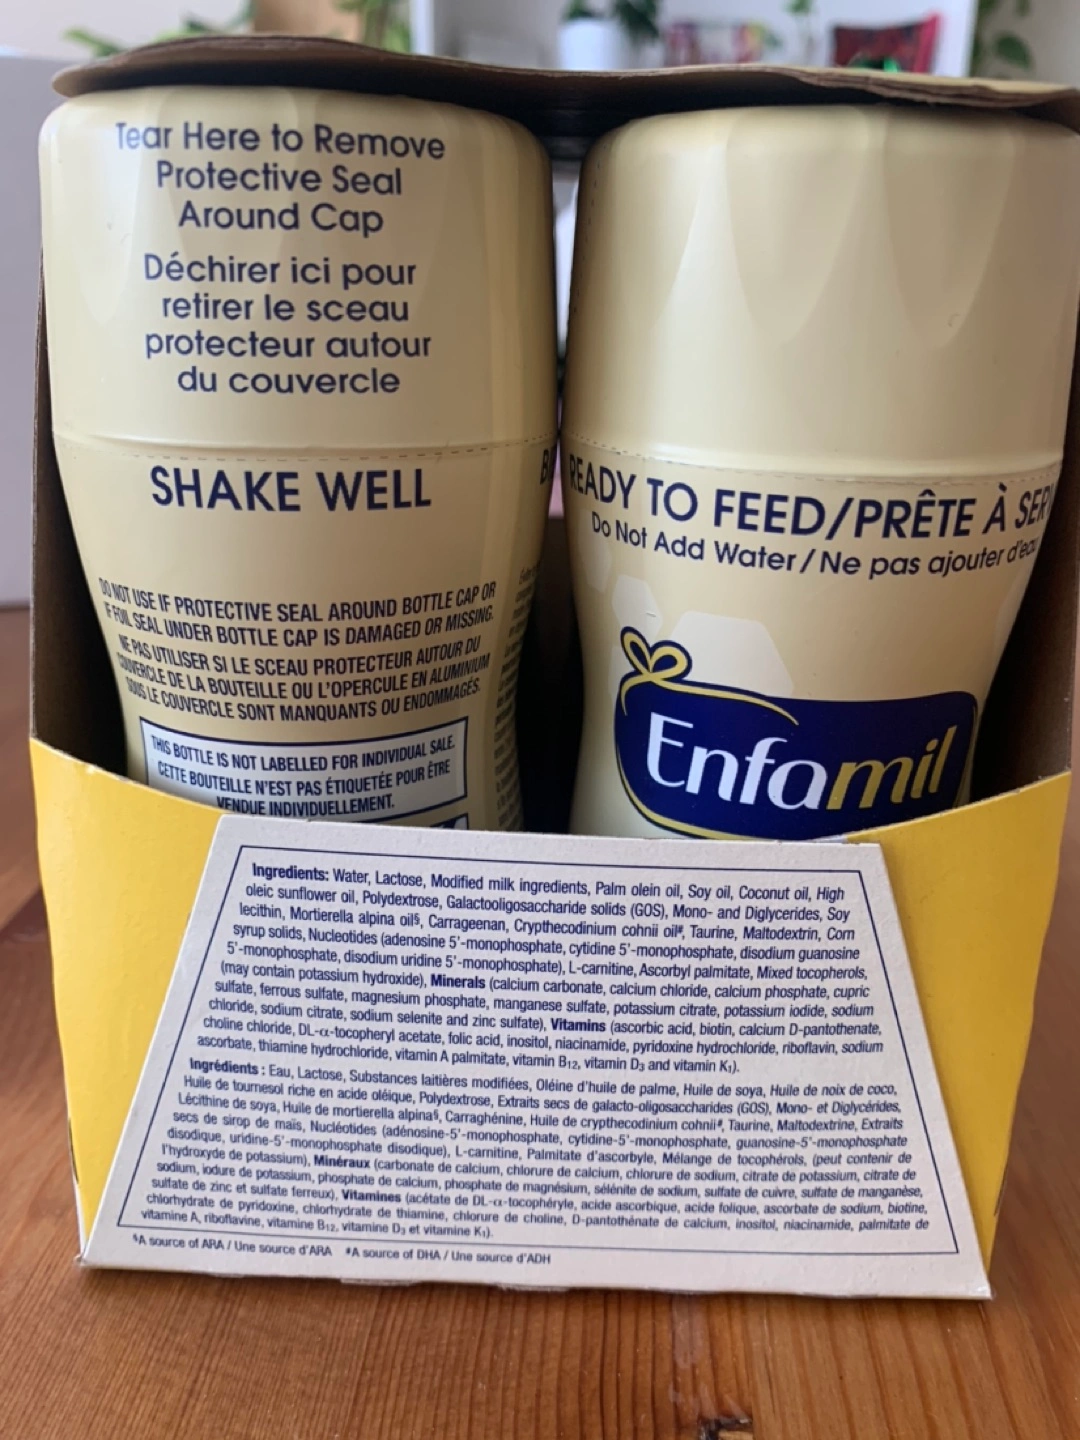 Tear Here to Remove
Protective Seal
Around Cap
Déchirer ici pour
retirer le sceau
protecteur autour
du couvercle
SHAKE WELL
DO NOT USE IF PROTECTIVE SEAL AROUND BOTTLE CAP OR
IF FOIL SEAL UNDER BOTTLE CAP IS DAMAGED OR MISSING.
NE PAS UTILISER SI LE SCEAU PROTECTEUR AUTOUR DU
COUVERCLE DE LA BOUTEILLE OU L'OPERCULE EN ALUMINIUM
SOUS LE COUVERCLE SONT MANQUANTS OU ENDOMMAGÉS.
THIS BOTTLE IS NOT LABELLED FOR INDIVIDUAL SALE.
CETTE BOUTEILLE N'EST PAS ÉTIQUETÉE POUR ÊTRE
VENDUE INDIVIDUELLEMENT.
READY TO FEED/PRÊTE À SER
Do Not Add Water / Ne pas ajouter d'eau
Enfamil
Ingredients: Water, Lactose, Modified milk ingredients, Palm olein oil, Soy oil, Coconut oil, High
oleic sunflower oil, Polydextrose, Galactooligosaccharide solids (GOS), Mono- and Diglycerides, Soy
lecithin, Mortierella alpina oil§, Carrageenan, Crypthecodinium cohnii oil#, Taurine, Maltodextrin, Corn
syrup solids, Nucleotides (adenosine 5'-monophosphate, cytidine 5'-monophosphate, disodium guanosine
5'-monophosphate, disodium uridine 5'-monophosphate), L-carnitine, Ascorbyl palmitate, Mixed tocopherols,
(may contain potassium hydroxide), Minerals (calcium carbonate, calcium chloride, calcium phosphate, cupric
sulfate, ferrous sulfate, magnesium phosphate, manganese sulfate, potassium citrate, potassium iodide, sodium
chloride, sodium citrate, sodium selenite and zinc sulfate), Vitamins (ascorbic acid, biotin, calcium D-pantothenate,
choline chloride, DL-α-tocopheryl acetate, folic acid, inositol, niacinamide, pyridoxine hydrochloride, riboflavin, sodium
ascorbate, thiamine hydrochloride, vitamin A palmitate, vitamin B12, vitamin D3 and vitamin K1).
Ingrédients : Eau, Lactose, Substances laitières modifiées, Oléine d'huile de palme, Huile de soya, Huile de noix de coco,
Huile de tournesol riche en acide oléique, Polydextrose, Extraits secs de galacto-oligosaccharides (GOS), Mono- et Diglycérides,
Lécithine de soya, Huile de mortierella alpina§, Carraghénine, Huile de crypthecodinium cohnii#, Taurine, Maltodextrine, Extraits
secs de sirop de maïs, Nucléotides (adénosine-5'-monophosphate, cytidine-5'-monophosphate, guanosine-5'-monophosphate
disodique, uridine-5'-monophosphate disodique), L-carnitine, Palmitate d'ascorbyle, Mélange de tocophérols, (peut contenir de
l'hydroxyde de potassium), Minéraux (carbonate de calcium, chlorure de calcium, chlorure de sodium, citrate de potassium, citrate de
sodium, iodure de potassium, phosphate de calcium, phosphate de magnésium, sélénite de sodium, sulfate de cuivre, sulfate de manganèse,
sulfate de zinc et sulfate ferreux), Vitamines (acétate de DL-α-tocophéryle, acide ascorbique, acide folique, ascorbate de sodium, biotine,
chlorhydrate de pyridoxine, chlorhydrate de thiamine, chlorure de choline, D-pantothénate de calcium, inositol, niacinamide, palmitate de
vitamine A, riboflavine, vitamine B12, vitamine D3 et vitamine K1).
§A source of ARA / Une source d'ARA #A source of DHA / Une source d'ADH